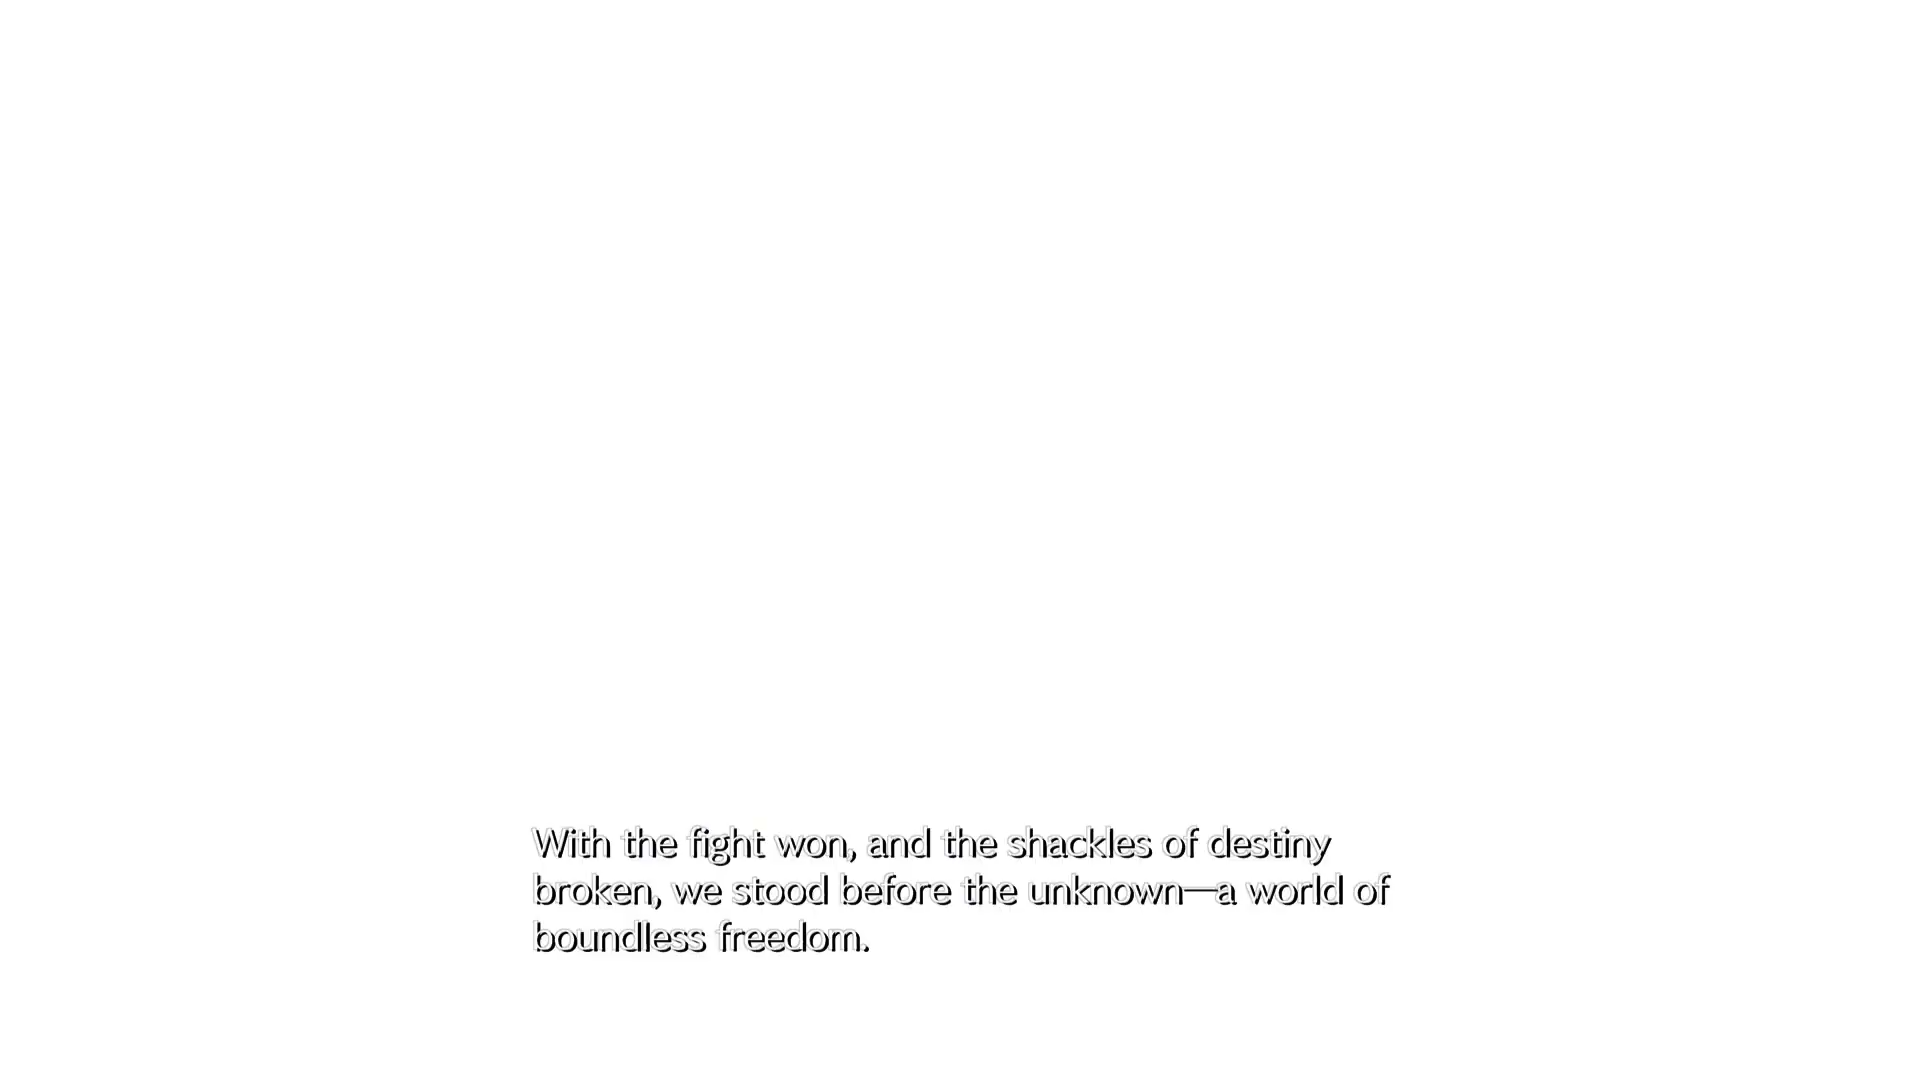 With the fight won, and the shackles of destiny
broken, we stood before the unknown—a world of
boundless freedom.